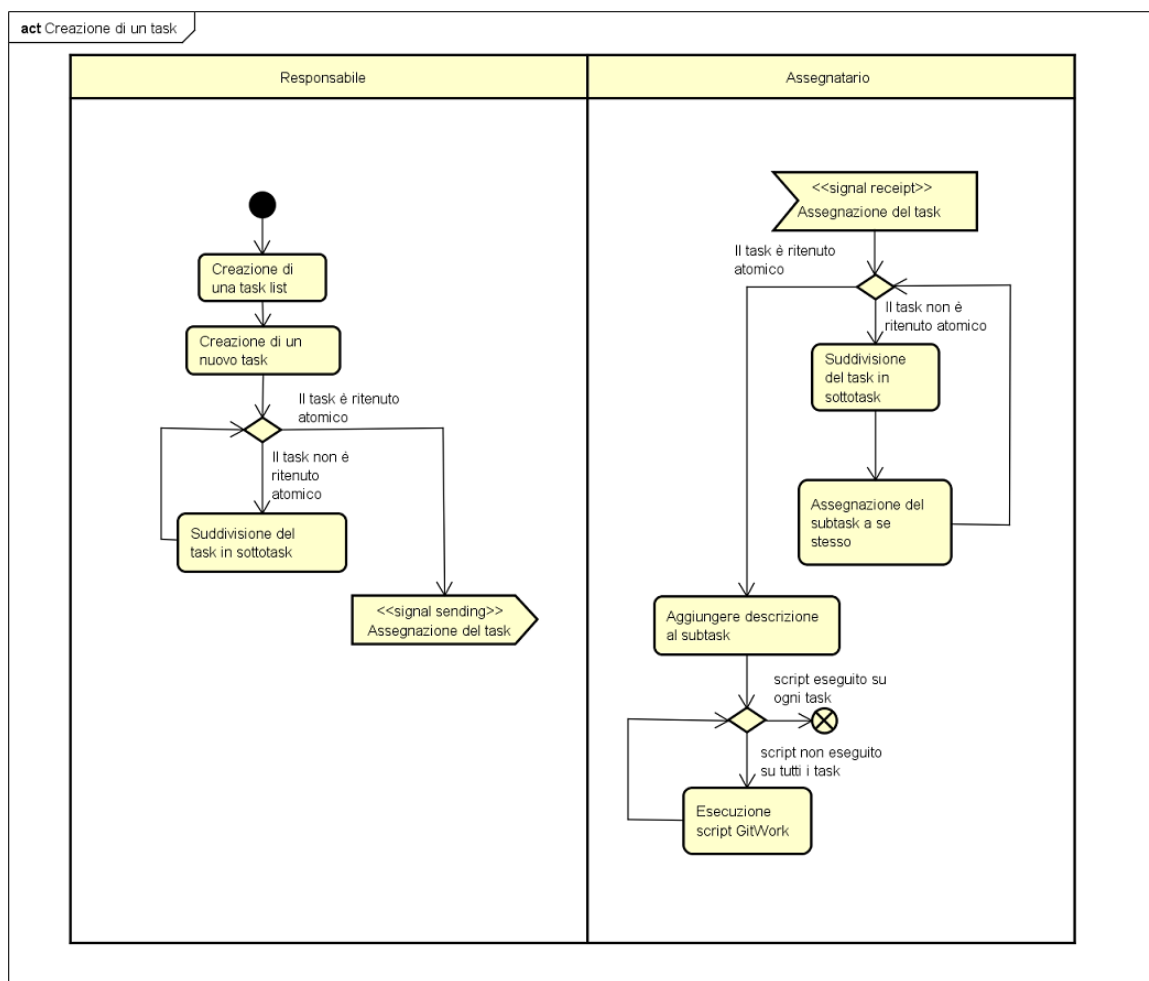 act Creazione di un task
Responsabile
Assegnatario
Creazione di
una task list
Creazione di un
nuovo task
Il task è ritenuto
atomico
Il task non è
ritenuto
atomico
Suddivisione del
task in sottotask
<<signal sending>>
Assegnazione del task
<<signal receipt>>
Assegnazione del task
Il task è ritenuto
atomico
Il task non è
ritenuto atomico
Suddivisione
del task in
sottotask
Assegnazione del
subtask a se
stesso
Aggiungere descrizione
al subtask
script eseguito su
ogni task
script non eseguito
su tutti i task
Esecuzione
script GitWork